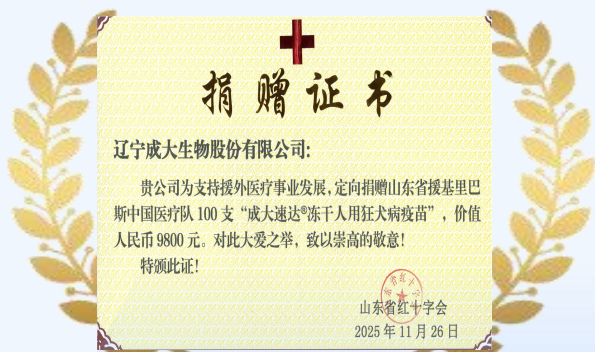 捐赠证书
辽宁成大生物股份有限公司:
贵公司为支持援外医疗事业发展,定向捐赠山东省援基里巴
斯中国医疗队 100 支“成大速达®冻干人用狂犬病疫苗”,价值
人民币 9800 元。对此大爱之举,致以崇高的敬意!
特颁此证!
山东省红十字会
2025 年 11 月 26 日